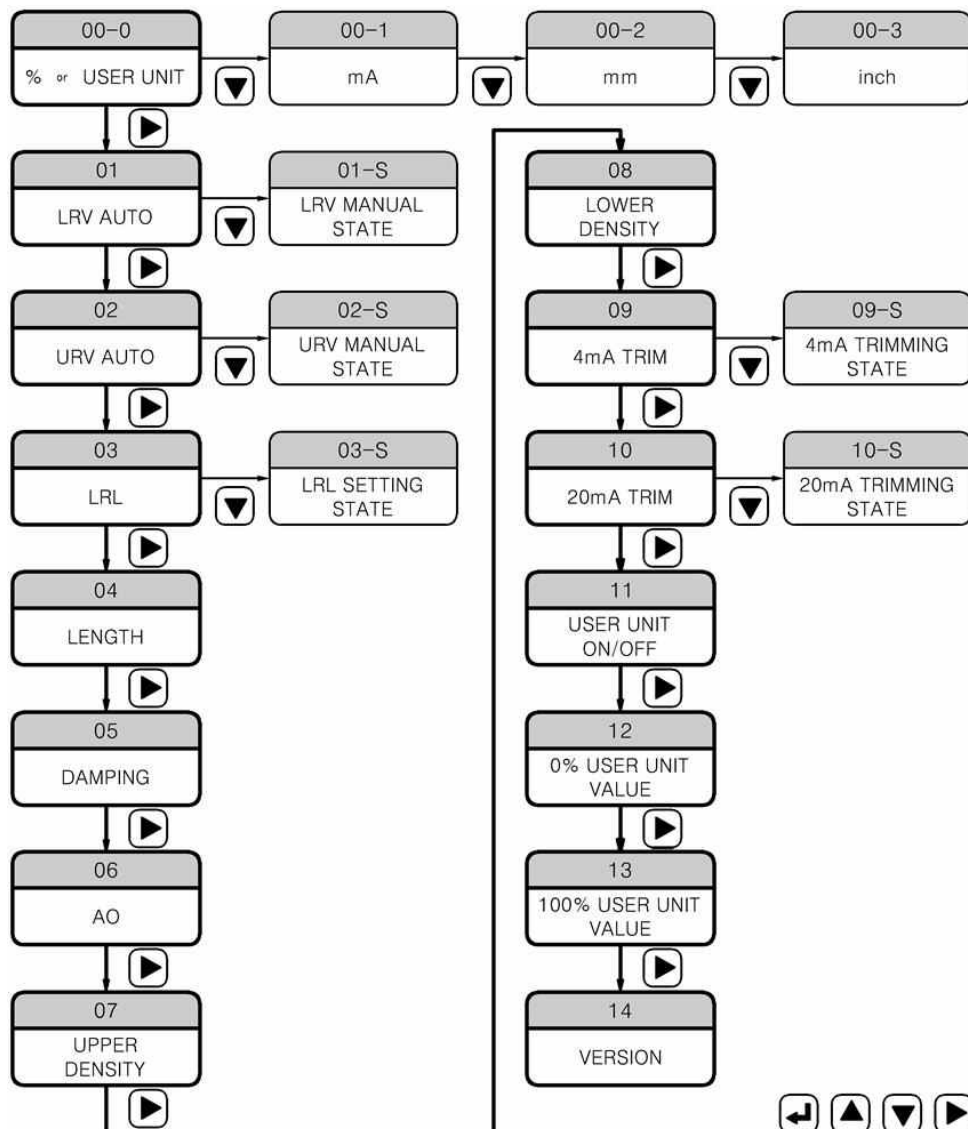 00-0
% or USER UNIT
00-1
mA
00-2
mm
00-3
inch
01
LRV AUTO
01-S
LRV MANUAL
STATE
02
URV AUTO
02-S
URV MANUAL
STATE
03
LRL
03-S
LRL SETTING
STATE
04
LENGTH
05
DAMPING
06
AO
07
UPPER
DENSITY
08
LOWER
DENSITY
09
4mA TRIM
09-S
4mA TRIMMING
STATE
10
20mA TRIM
10-S
20mA TRIMMING
STATE
11
USER UNIT
ON/OFF
12
0% USER UNIT
VALUE
13
100% USER UNIT
VALUE
14
VERSION